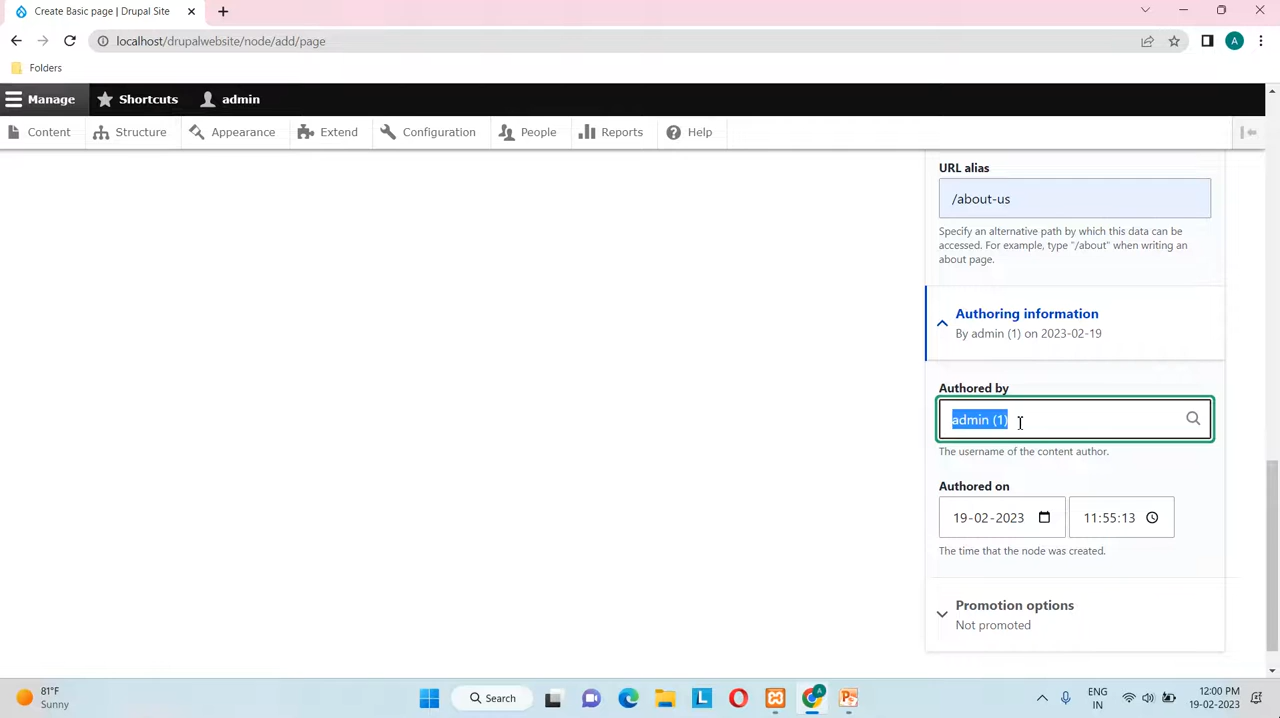 Create Basic page | Drupal Site
localhost/drupalwebsite/node/add/page
A
Folders
Manage Shortcuts admin
Content Structure Appearance Extend Configuration People Reports Help
URL alias
/about-us
Specify an alternative path by which this data can be
accessed. For example, type "/about" when writing an
about page.
Authoring information
By admin (1) on 2023-02-19
Authored by
admin (1)
The username of the content author.
Authored on
19-02-2023 11:55:13
The time that the node was created.
Promotion options
Not promoted
81°F
Sunny
Search
L
A
ENG
IN
12:00 PM
19-02-2023